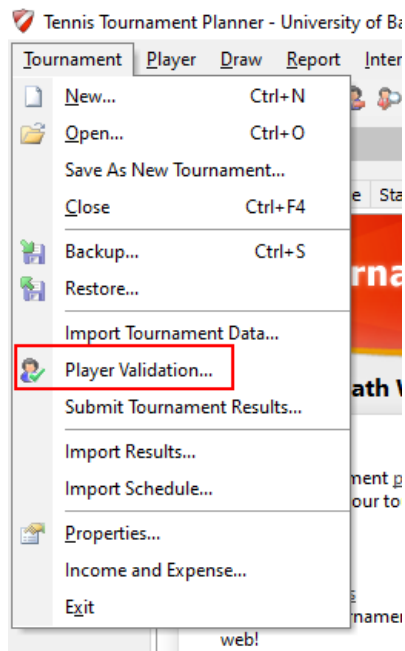 Tennis Tournament Planner - University of Ba
Tournament Player Draw Report Inter
New... Ctrl+N
Open... Ctrl+O
Save As New Tournament...
Close Ctrl+F4
Backup... Ctrl+S
Restore...
Import Tournament Data...
Player Validation...
Submit Tournament Results...
Import Results...
Import Schedule...
Properties...
Income and Expense...
Exit
e Sta
rna
ath
ment p
our to
s
rnamen
web!